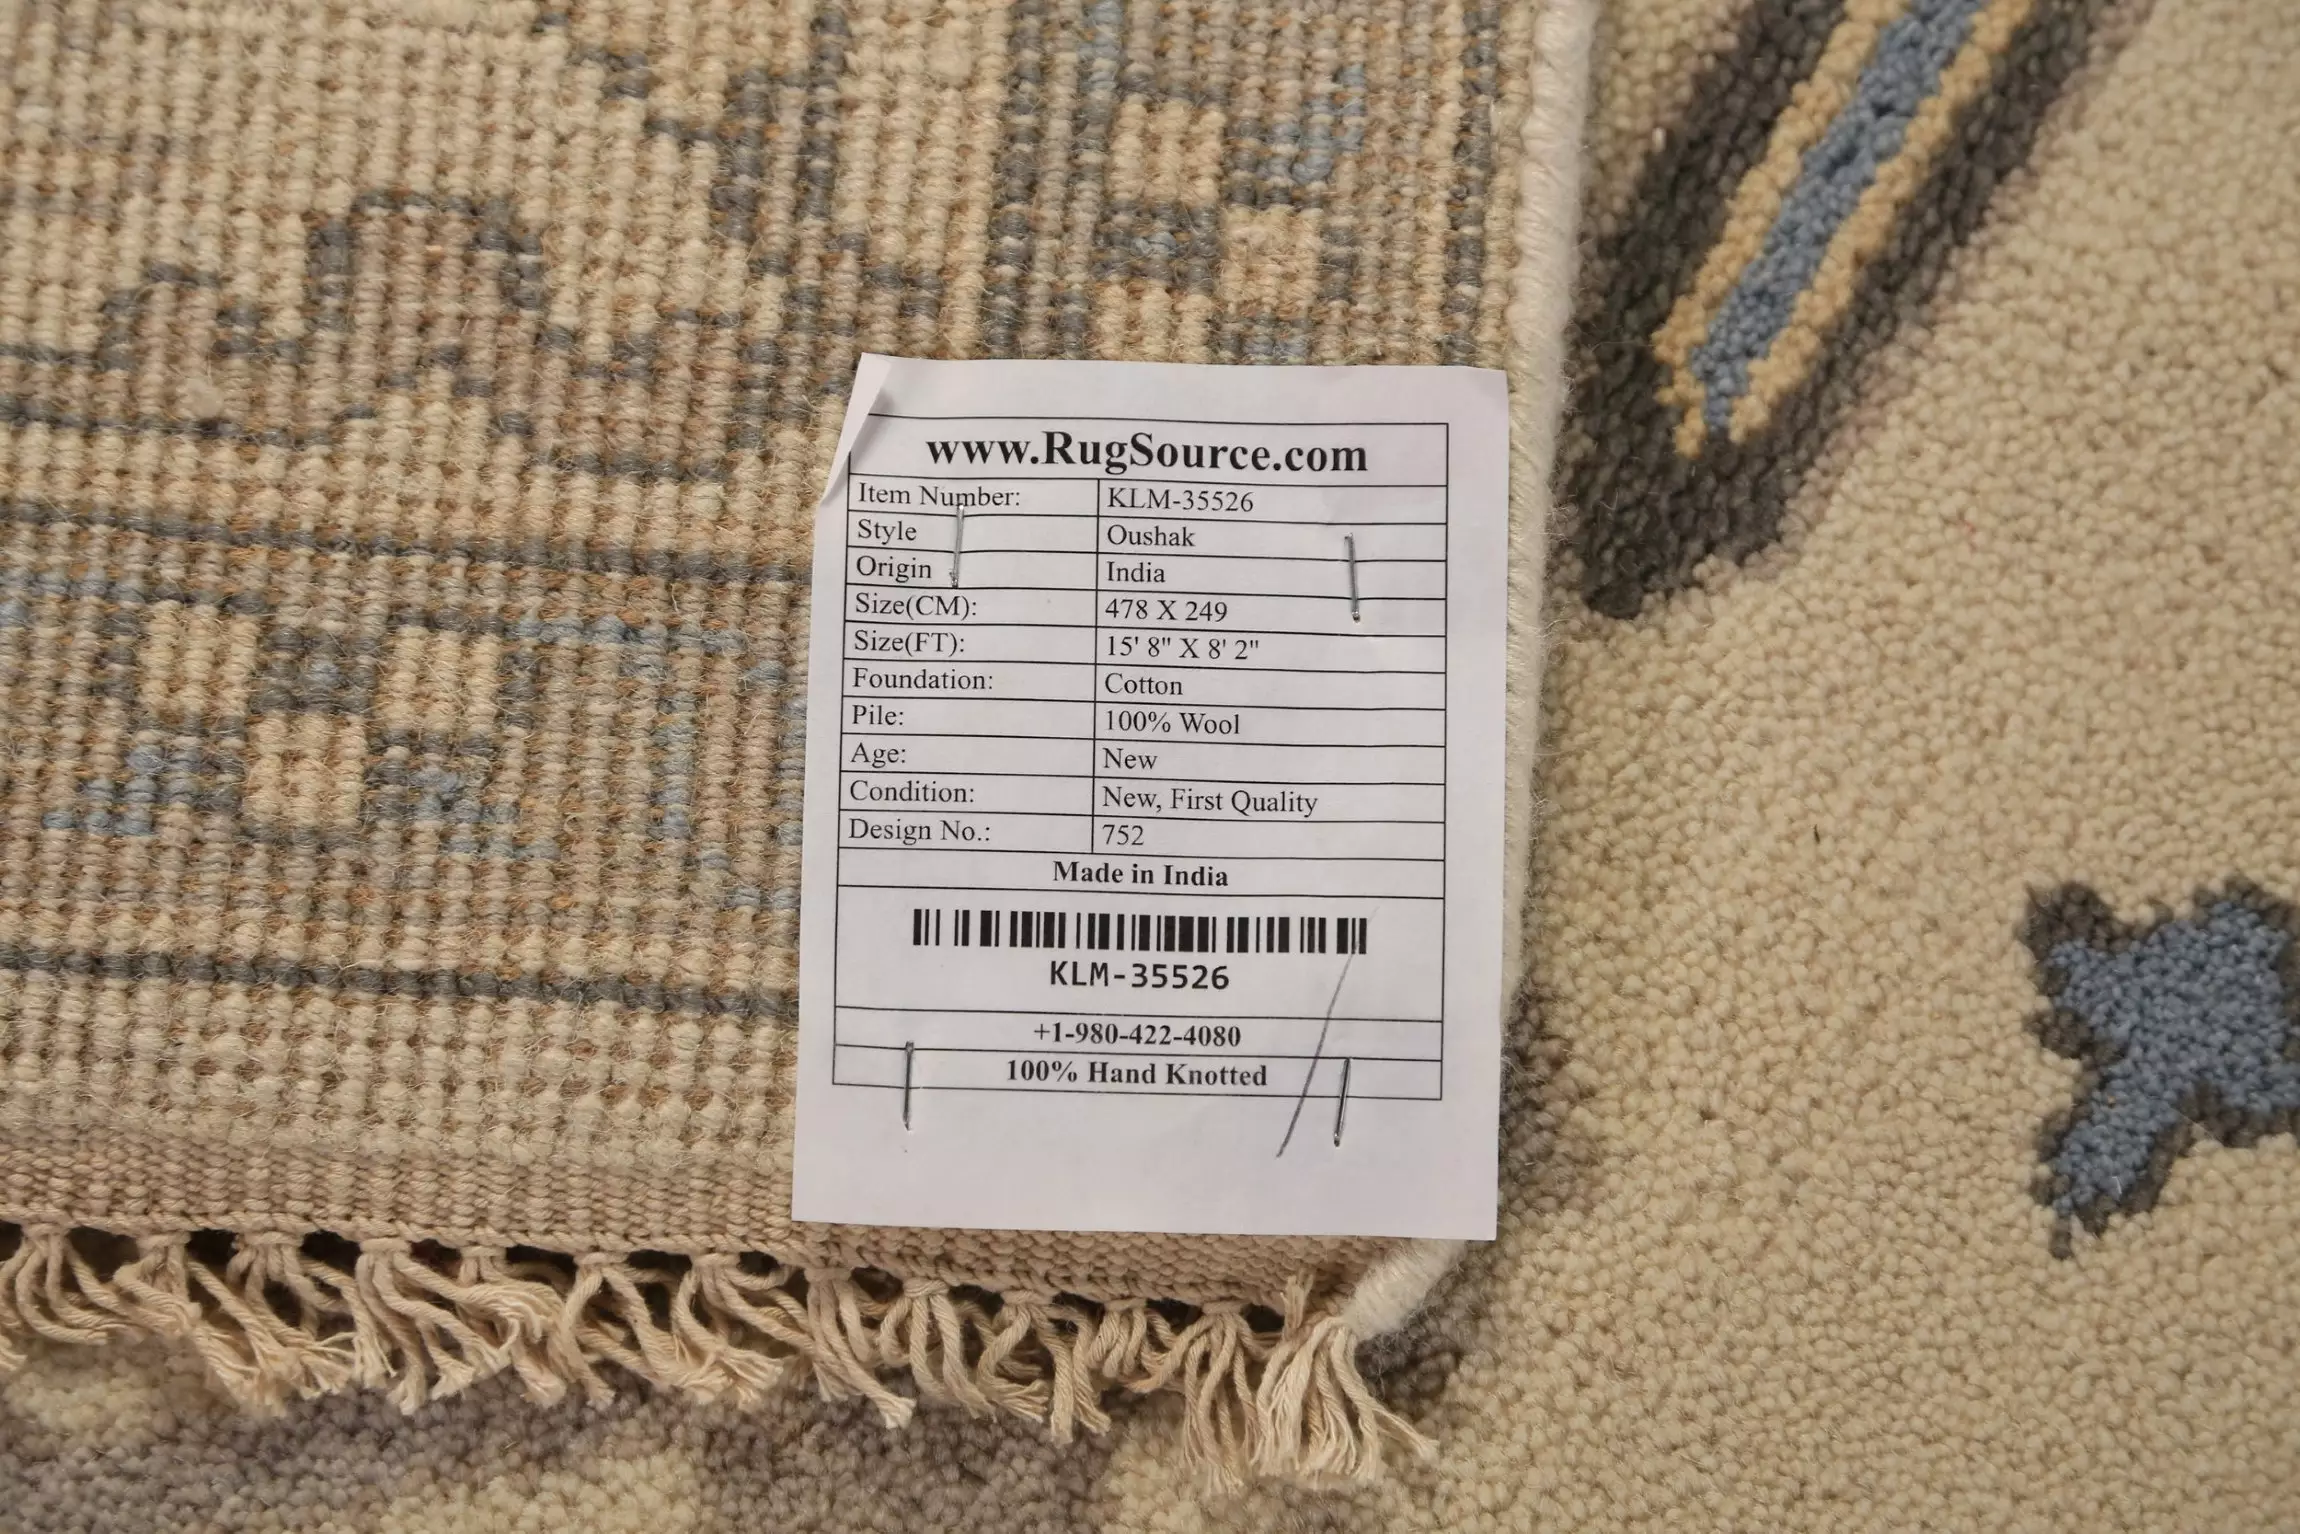 www.RugSource.com
Item Number: KLM-35526
Style Oushak
Origin India
Size(CM): 478 X 249
Size(FT): 15' 8" X 8' 2"
Foundation: Cotton
Pile: 100% Wool
Age: New
Condition: New, First Quality
Design No.: 752
Made in India
KLM-35526
+1-980-422-4080
100% Hand Knotted